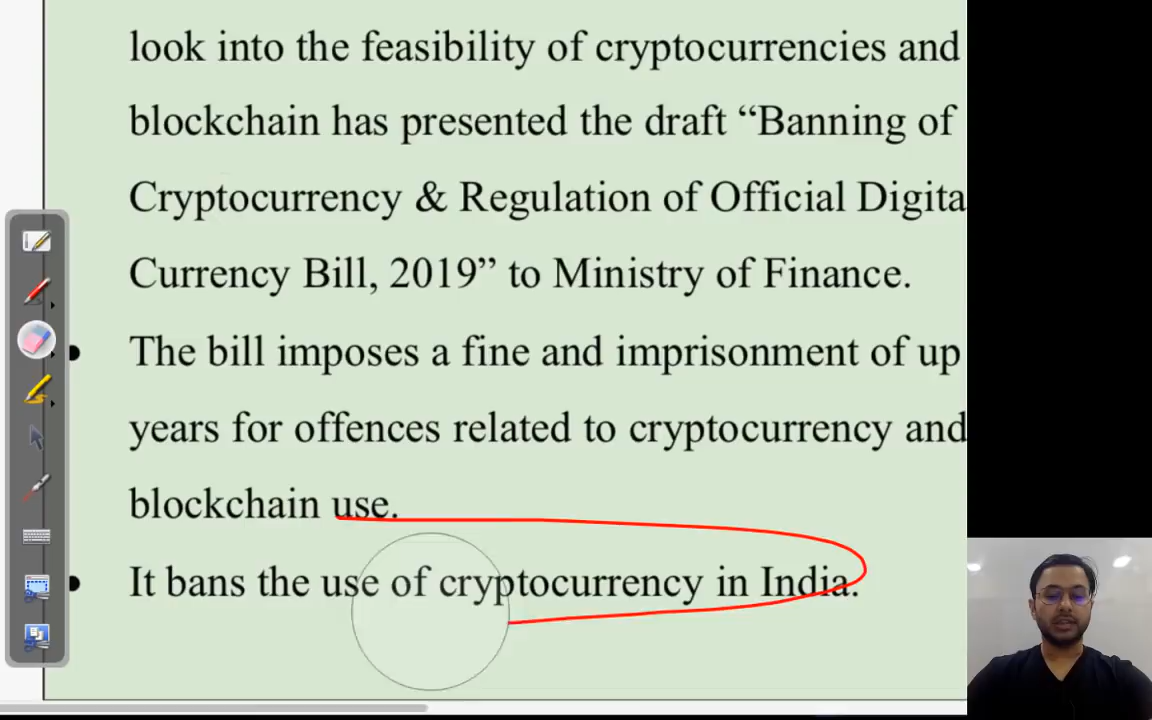 look into the feasibility of cryptocurrencies and
blockchain has presented the draft “Banning of
Cryptocurrency & Regulation of Official Digita
Currency Bill, 2019” to Ministry of Finance.
• The bill imposes a fine and imprisonment of up
years for offences related to cryptocurrency and
blockchain use.
• It bans the use of cryptocurrency in India.